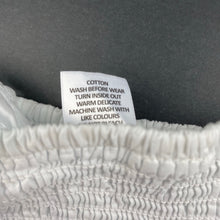 COTTON
WASH BEFORE WEAR
TURN INSIDE OUT
WARM DELICATE
MACHINE WASH WITH
LIKE COLOURS